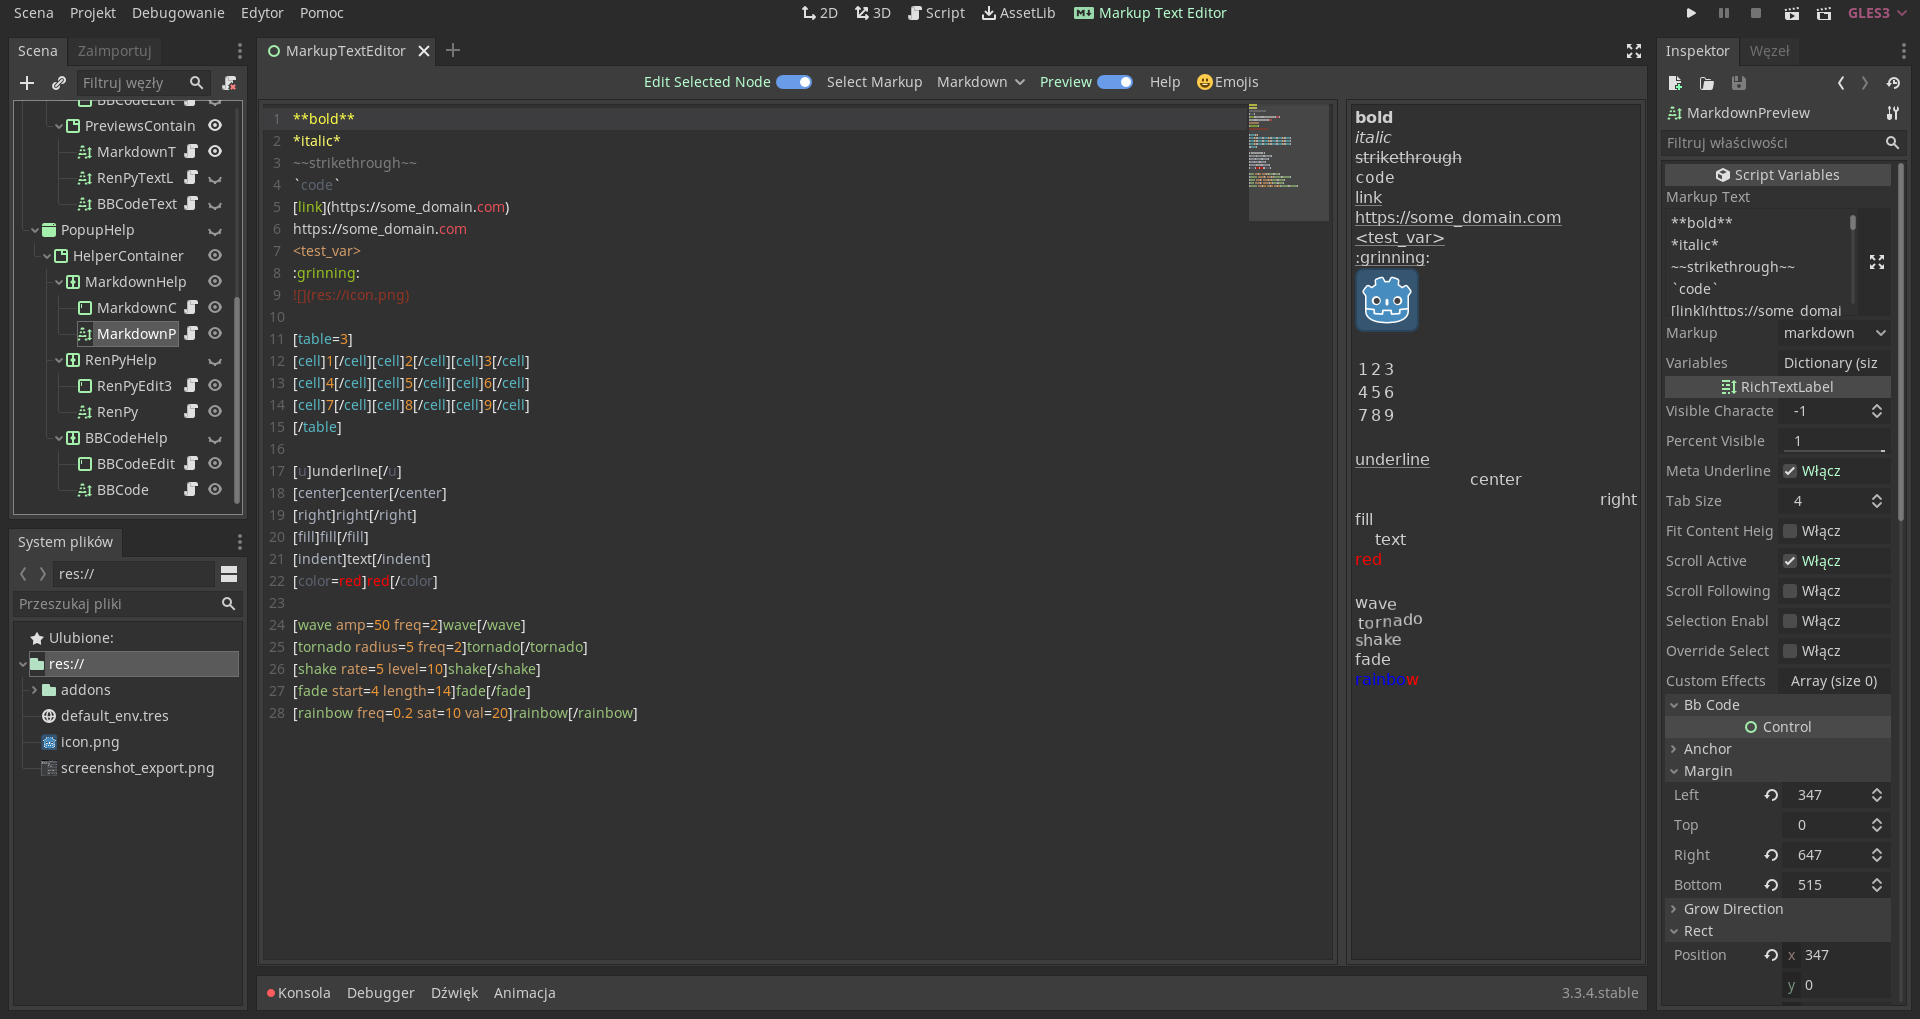 Scena Projekt Debugowanie Edytor Pomoc 2D 3D Script AssetLib Markup Text Editor GLES3
Scena Zaimportuj
Filtruj węzły
BBCodeEdit
PreviewsContain
MarkdownT
RenPyTextL
BBCodeText
PopupHelp
HelperContainer
MarkdownHelp
MarkdownC
MarkdownP
RenPyHelp
RenPyEdit3
RenPy
BBCodeHelp
BBCodeEdit
BBCode
System plików
res://
Przeszukaj pliki
Ulubione:
res://
addons
default_env.tres
icon.png
screenshot_export.png
MarkupTextEditor
Edit Selected Node Select Markup Markdown Preview Help Emojis
1 **bold**
2 *italic*
3 ~~strikethrough~~
4 `code`
5 [link](https://some_domain.com)
6 https://some_domain.com
7 <test_var>
8 :grinning:
9 ![](res://icon.png)
10
11 [table=3]
12 [cell]1[/cell][cell]2[/cell][cell]3[/cell]
13 [cell]4[/cell][cell]5[/cell][cell]6[/cell]
14 [cell]7[/cell][cell]8[/cell][cell]9[/cell]
15 [/table]
16
17 [u]underline[/u]
18 [center]center[/center]
19 [right]right[/right]
20 [fill]fill[/fill]
21 [indent]text[/indent]
22 [color=red]red[/color]
23
24 [wave amp=50 freq=2]wave[/wave]
25 [tornado radius=5 freq=2]tornado[/tornado]
26 [shake rate=5 level=10]shake[/shake]
27 [fade start=4 length=14]fade[/fade]
28 [rainbow freq=0.2 sat=10 val=20]rainbow[/rainbow]
bold
italic
strikethrough
code
link
https://some_domain.com
<test_var>
:grinning:
1 2 3
4 5 6
7 8 9
underline
center
right
fill
text
red
wave
tornado
shake
fade
rainbow
Konsola Debugger Dźwięk Animacja 3.3.4.stable
Inspektor Węzeł
MarkdownPreview
Filtruj właściwości
Script Variables
Markup Text
**bold**
*italic*
~~strikethrough~~
`code`
[link](https://some_domai
Markup markdown
Variables Dictionary (siz
RichTextLabel
Visible Characte -1
Percent Visible 1
Meta Underline Włącz
Tab Size 4
Fit Content Heig Włącz
Scroll Active Włącz
Scroll Following Włącz
Selection Enabl Włącz
Override Select Włącz
Custom Effects Array (size 0)
Bb Code
Control
Anchor
Margin
Left 347
Top 0
Right 647
Bottom 515
Grow Direction
Rect
Position x 347
y 0